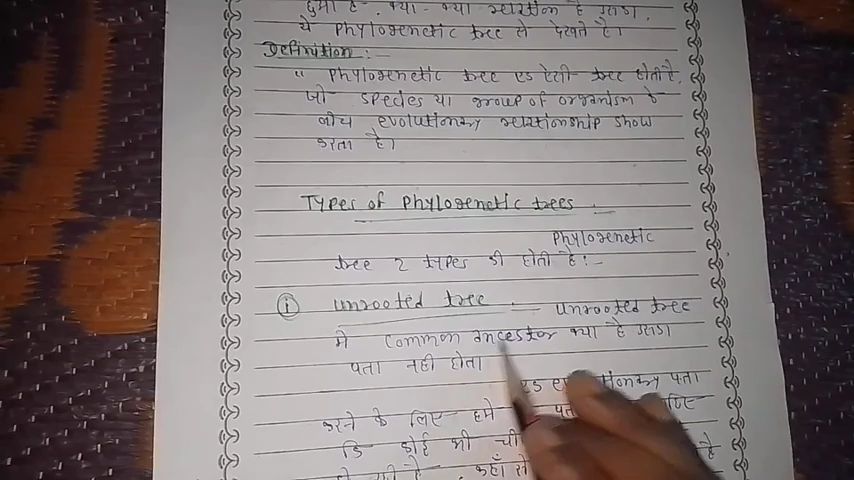 हुआ है - क्या - क्या relation है उसका.
ये Phylogenetic tree से देखते है।
Definition :-
" Phylogenetic tree एक ऐसी tree होती है
जो species या group of organism के
बीच evolutionary relationship show
करता है।
Types of Phylogenetic trees
Phylogenetic
tree 2 types की होती है :-
(i) unrooted tree - unrooted tree
मे Common ancestor क्या है उसका
पता नही होता
पता
करने के लिए हमे
कि कोई भी
कहाँ से